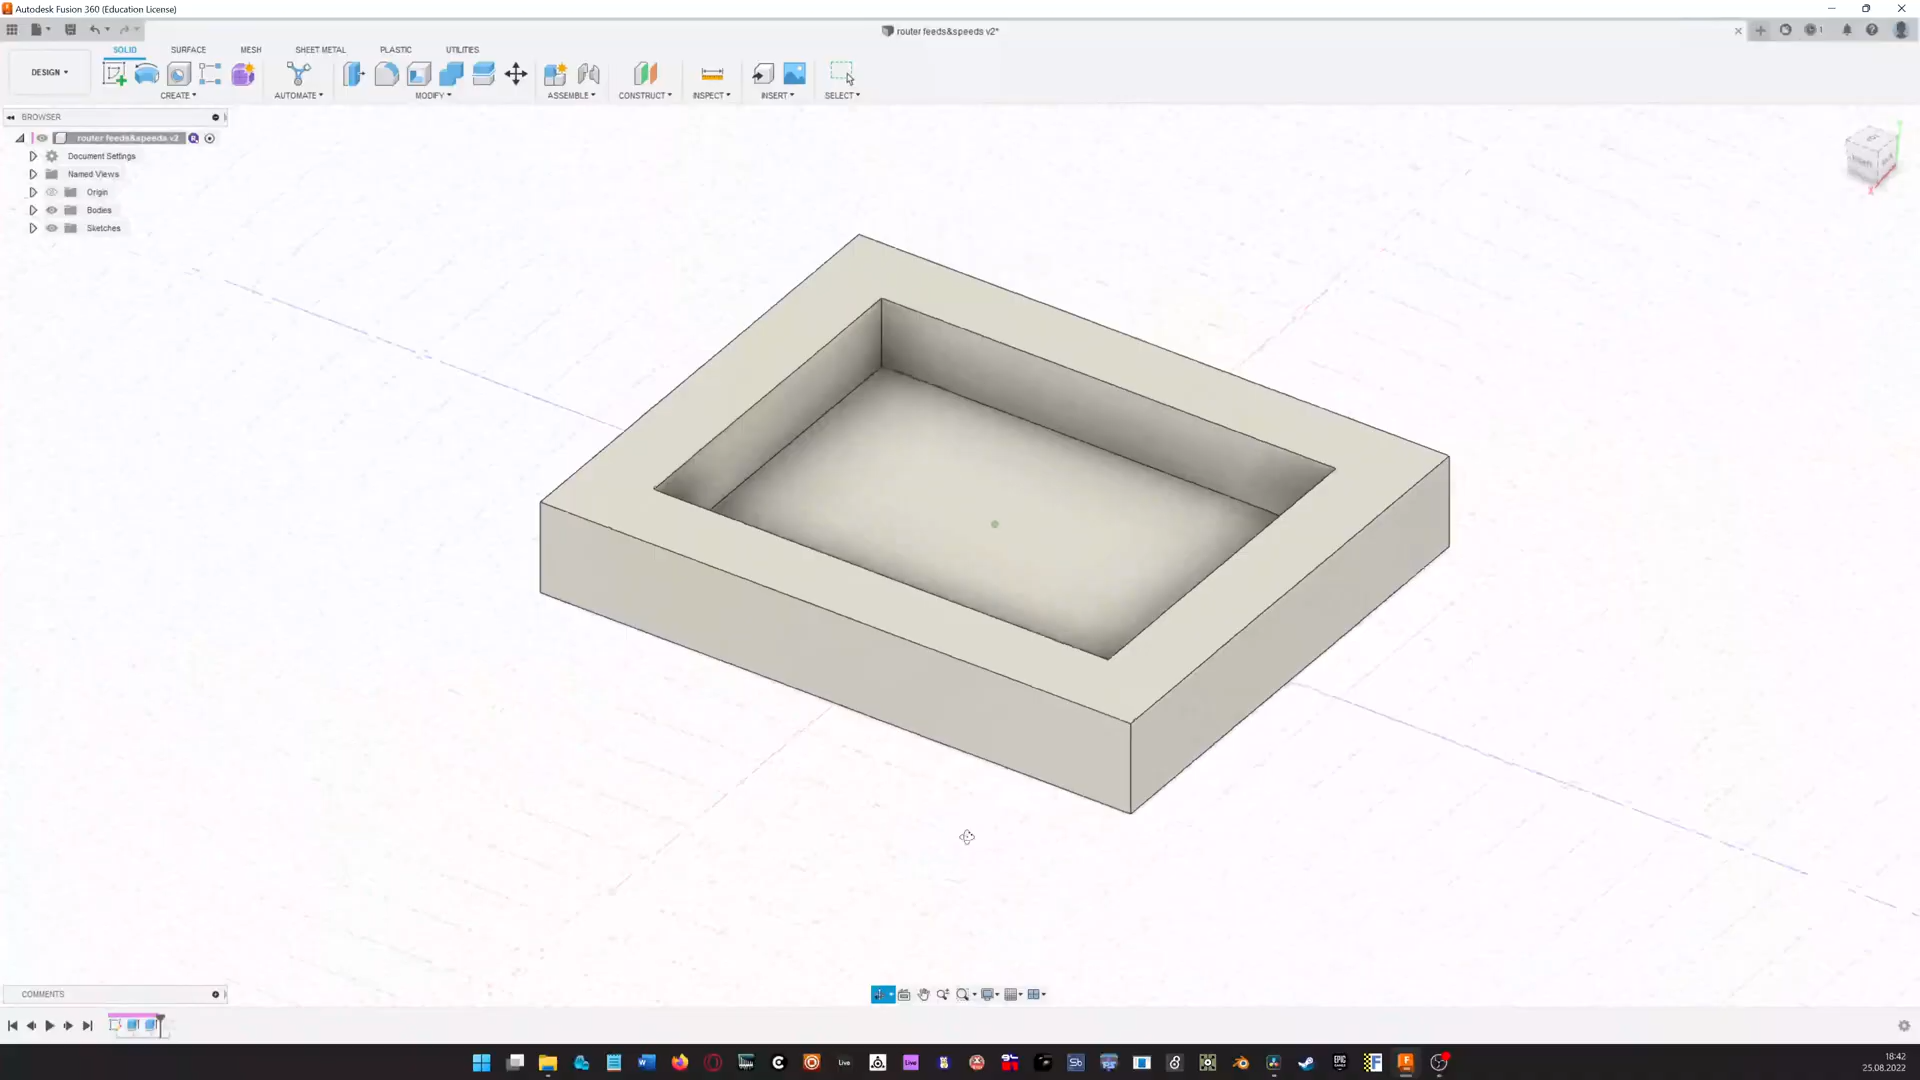 Autodesk Fusion 360 (Education License)
router feeds&speeds v2*
1
SOLID SURFACE MESH SHEET METAL PLASTIC UTILITIES
DESIGN
CREATE AUTOMATE MODIFY ASSEMBLE CONSTRUCT INSPECT INSERT SELECT
BROWSER
router feeds&speeds v2
Document Settings
Named Views
Origin
Bodies
Sketches
COMMENTS
18:42
25.08.2022